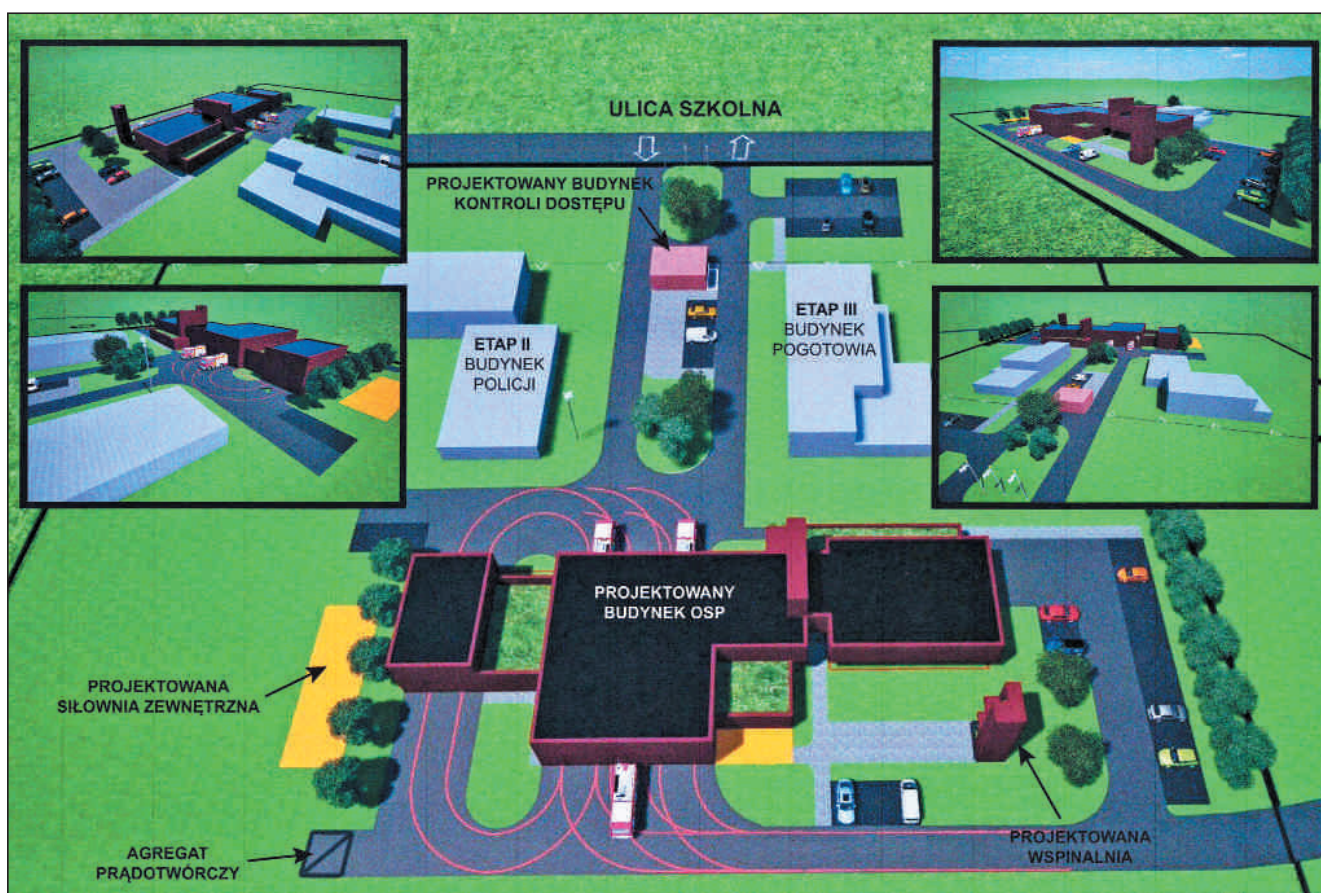 ULICA SZKOLNA
PROJEKTOWANY BUDYNEK
KONTROLI DOSTĘPU
ETAP II
BUDYNEK
POLICJI
ETAP III
BUDYNEK
POGOTOWIA
PROJEKTOWANY
BUDYNEK OSP
PROJEKTOWANA
SIŁOWNIA ZEWNĘTRZNA
AGREGAT
PRĄDOTWÓRCZY
PROJEKTOWANA
WSPINALNIA